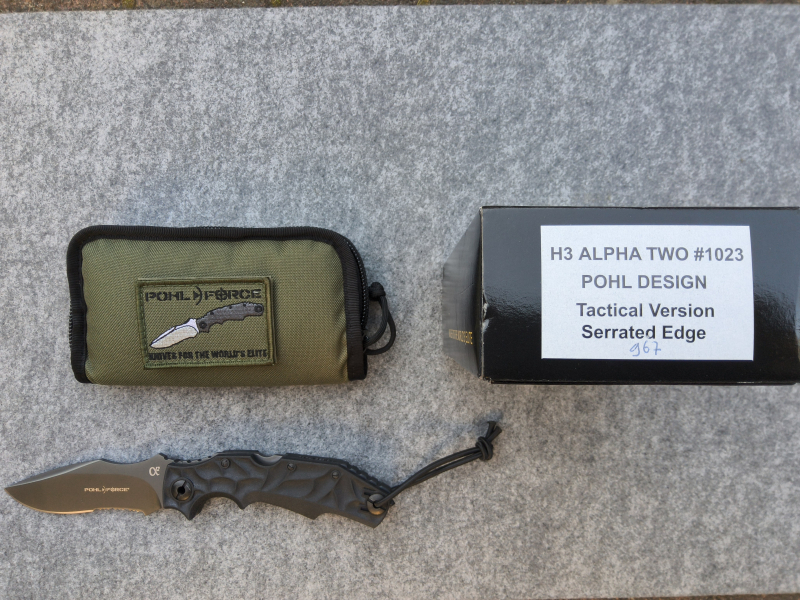 POHL FORCE
KNIVES FOR THE WORLD'S ELITE
H3 ALPHA TWO #1023
POHL DESIGN
Tactical Version
Serrated Edge
967
α2
POHL FORCE